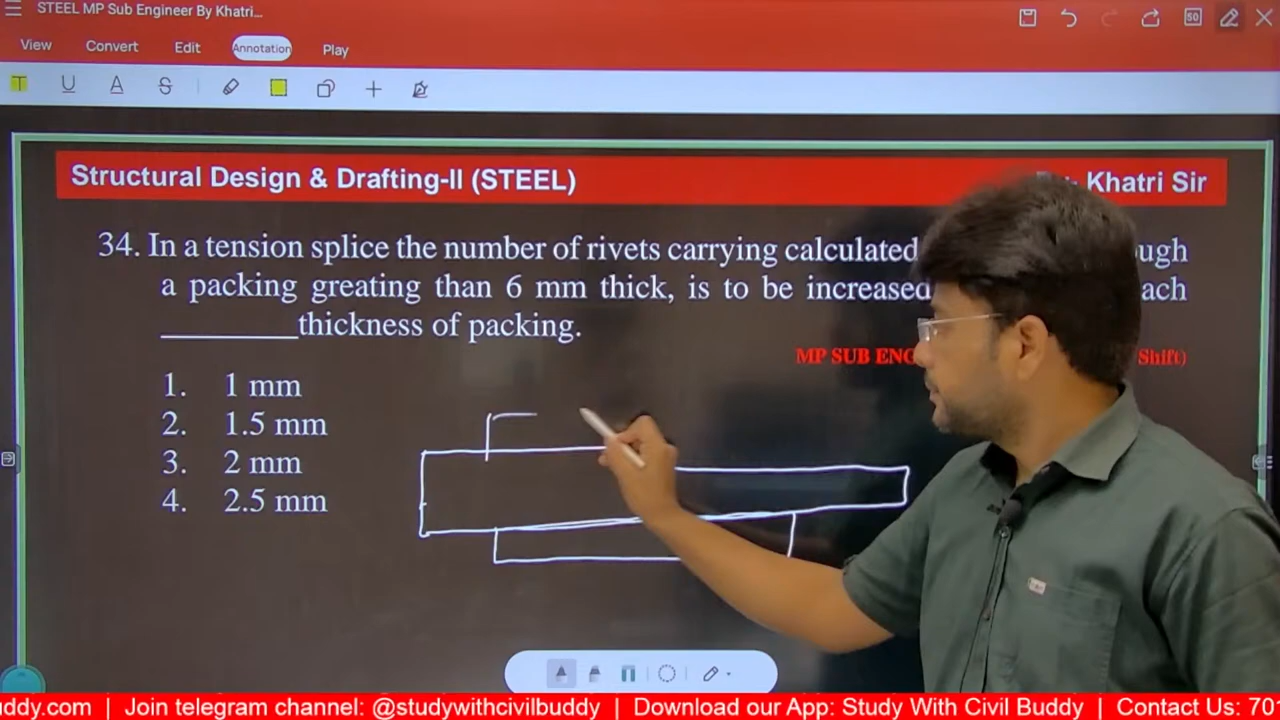 STEEL MP Sub Engineer By Khatri...
50
View Convert Edit Annotation Play
T U A S
Structural Design & Drafting-II (STEEL) Khatri Sir
34. In a tension splice the number of rivets carrying calculated
a packing greating than 6 mm thick, is to be increased
_________thickness of packing.
MP SUB ENG Shift)
1. 1 mm
2. 1.5 mm
3. 2 mm
4. 2.5 mm
uddy.com | Join telegram channel: @studywithcivilbuddy | Download our App: Study With Civil Buddy | Contact Us: 70